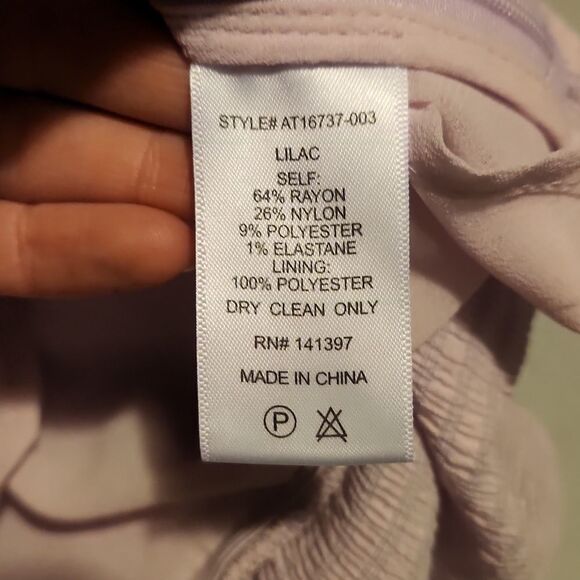 STYLE# AT16737-003
LILAC
SELF:
64% RAYON
26% NYLON
9% POLYESTER
1% ELASTANE
LINING:
100% POLYESTER
DRY CLEAN ONLY
RN# 141397
MADE IN CHINA
P